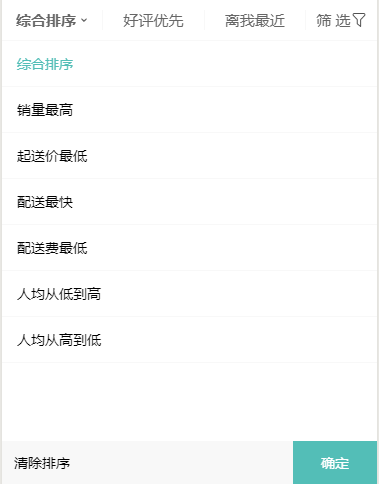 综合排序 好评优先 离我最近 筛 选
综合排序
销量最高
起送价最低
配送最快
配送费最低
人均从低到高
人均从高到低
清除排序 确定